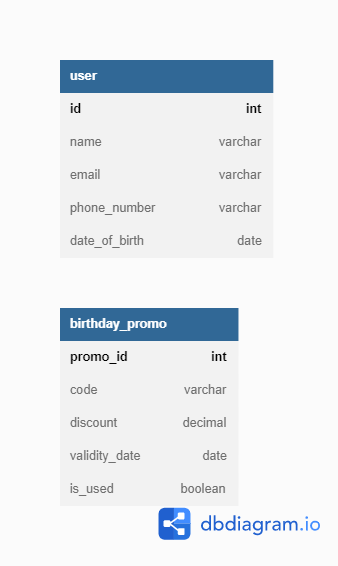 user
id int
name varchar
email varchar
phone_number varchar
date_of_birth date
birthday_promo
promo_id int
code varchar
discount decimal
validity_date date
is_used boolean
dbdiagram.io